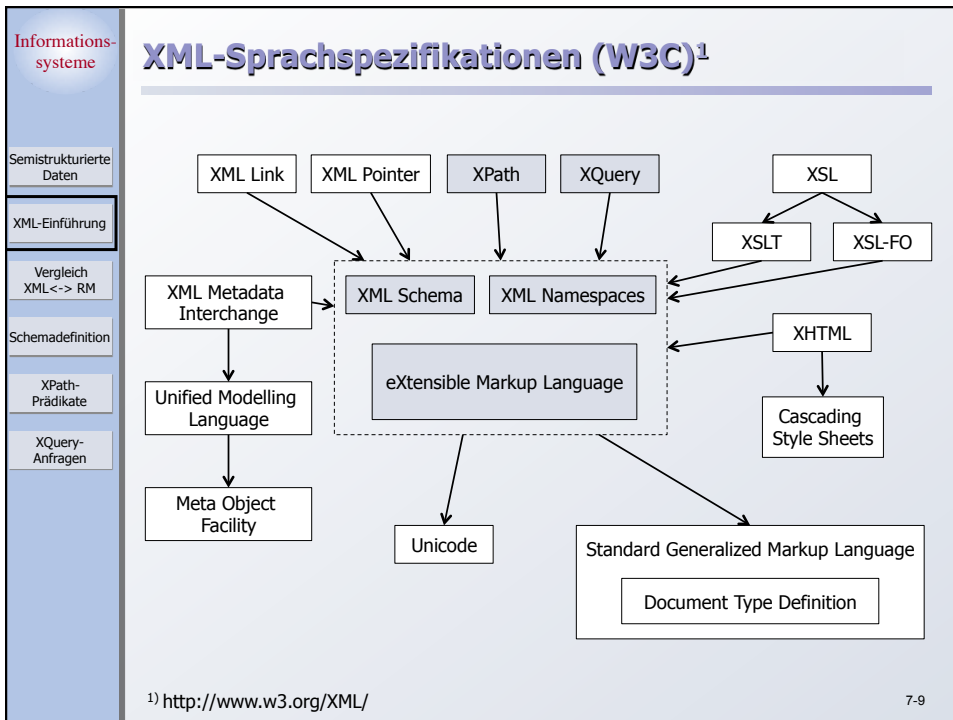 Informations-
systeme
XML-Sprachspezifikationen (W3C)1
Semistrukturierte
Daten
XML-Einführung
Vergleich
XML<-> RM
Schemadefinition
XPath-
Prädikate
XQuery-
Anfragen
XML Link
XML Pointer
XPath
XQuery
XSL
XSLT
XSL-FO
XML Metadata
Interchange
XML Schema
XML Namespaces
XHTML
eXtensible Markup Language
Unified Modelling
Language
Cascading
Style Sheets
Meta Object
Facility
Unicode
Standard Generalized Markup Language
Document Type Definition
1) http://www.w3.org/XML/
7-9